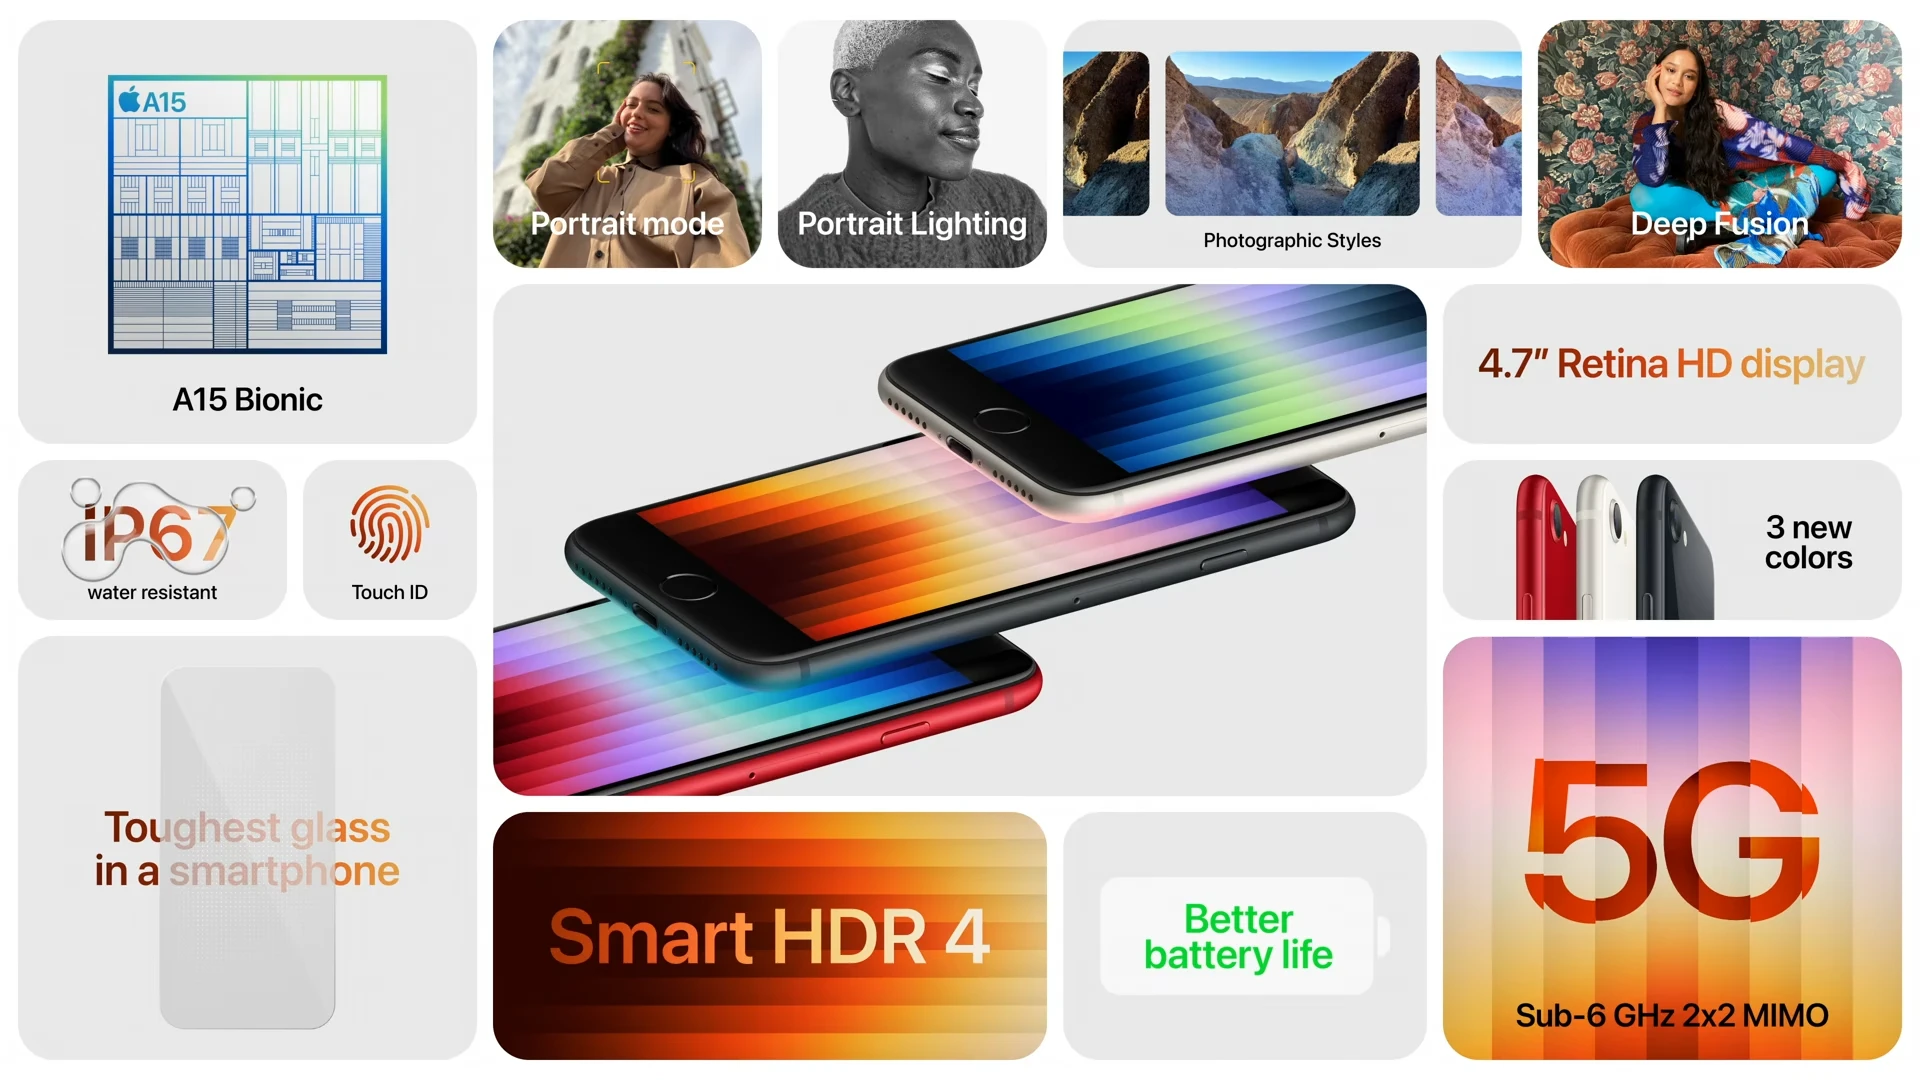 A15
A15 Bionic
Portrait mode
Portrait Lighting
Photographic Styles
Deep Fusion
4.7″ Retina HD display
IP67
water resistant
Touch ID
3 new
colors
Toughest glass
in a smartphone
Smart HDR 4
Better
battery life
5G
Sub-6 GHz 2x2 MIMO